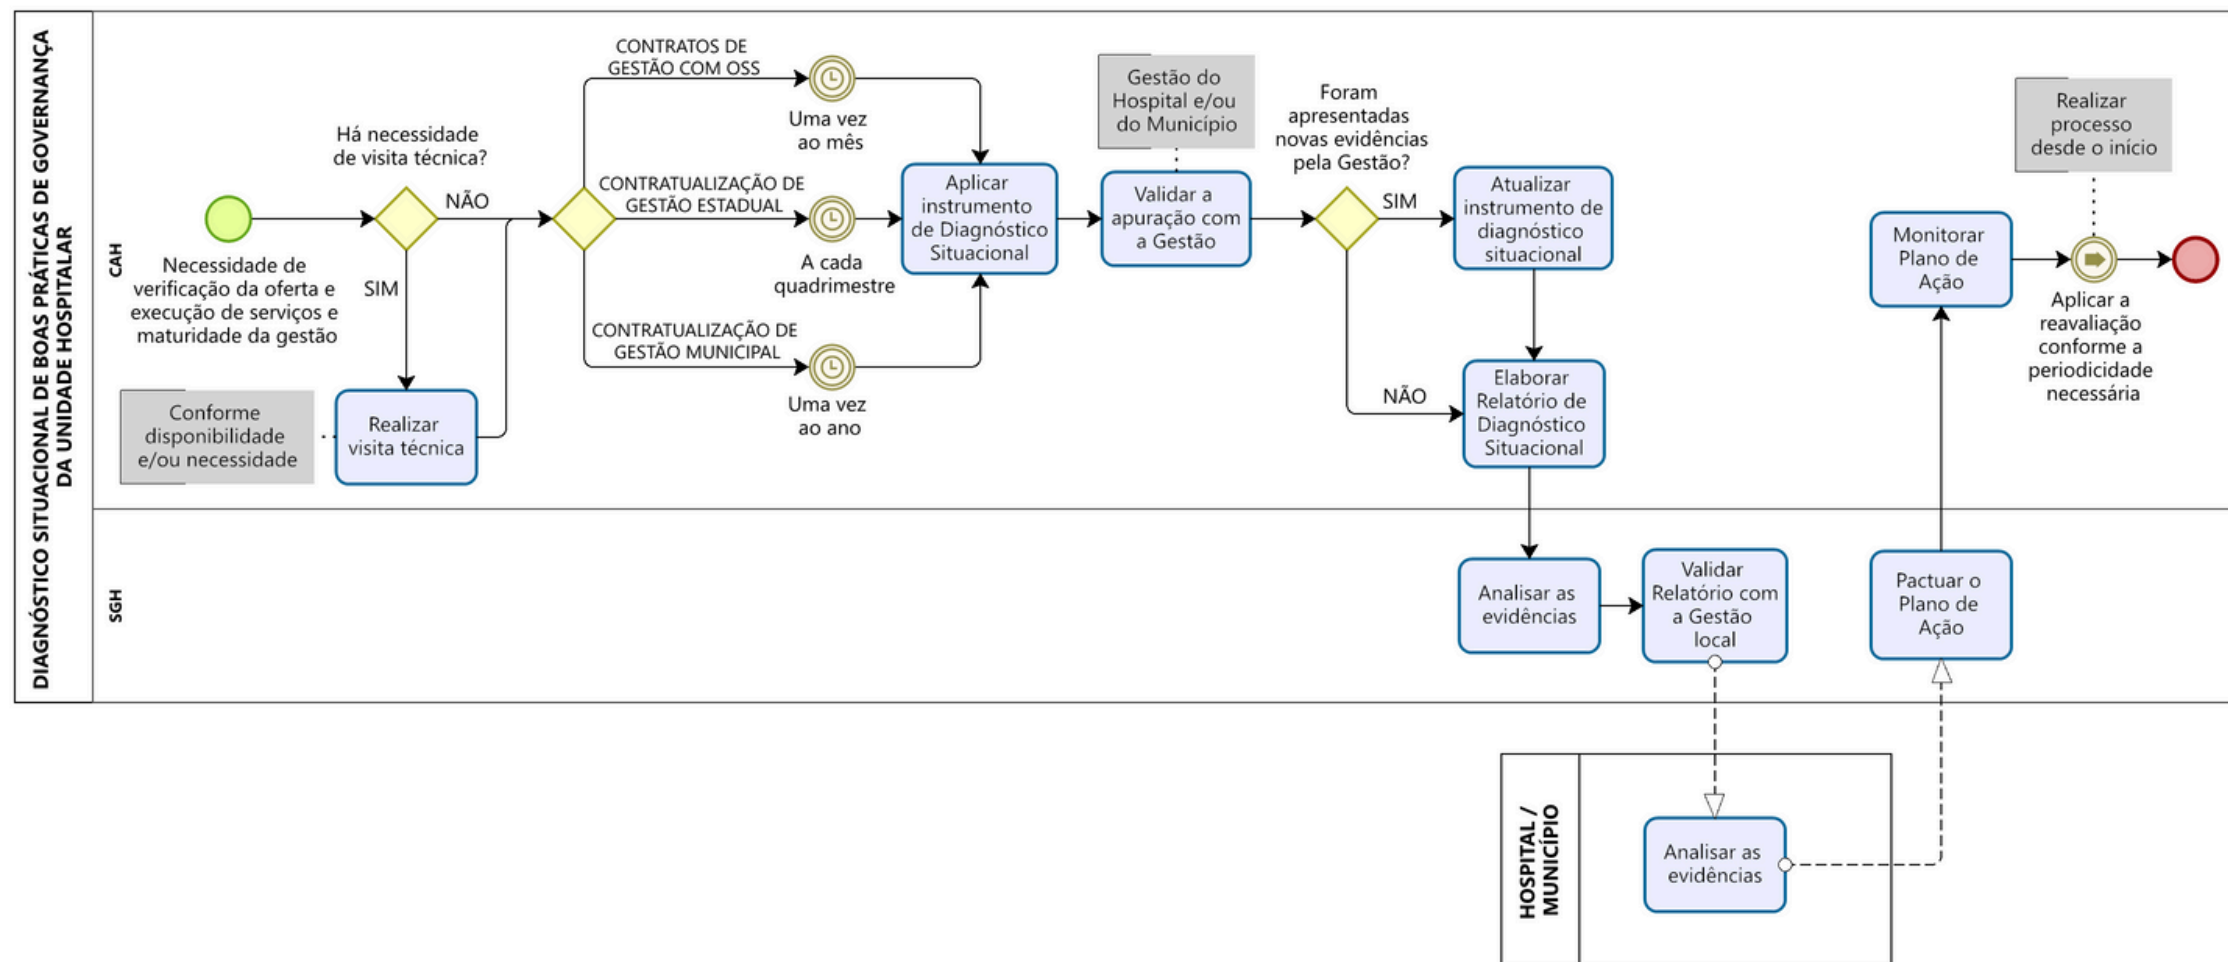 DIAGNÓSTICO SITUACIONAL DE BOAS PRÁTICAS DE GOVERNANÇA
DA UNIDADE HOSPITALAR
CAH
Necessidade de
verificação da oferta e
execução de serviços e
maturidade da gestão
Há necessidade
de visita técnica?
NÃO
SIM
Conforme
disponibilidade
e/ou necessidade
Realizar
visita técnica
CONTRATOS DE
GESTÃO COM OSS
Uma vez
ao mês
CONTRATUALIZAÇÃO DE
GESTÃO ESTADUAL
A cada
quadrimestre
CONTRATUALIZAÇÃO DE
GESTÃO MUNICIPAL
Uma vez
ao ano
Aplicar
instrumento
de Diagnóstico
Situacional
Gestão do
Hospital e/ou
do Município
Validar a
apuração com
a Gestão
Foram
apresentadas
novas evidências
pela Gestão?
SIM
NÃO
Atualizar
instrumento de
diagnóstico
situacional
Elaborar
Relatório de
Diagnóstico
Situacional
Monitorar
Plano de
Ação
Realizar
processo
desde o início
Aplicar a
reavaliação
conforme a
periodicidade
necessária
SGH
Analisar as
evidências
Validar
Relatório com
a Gestão
local
Pactuar o
Plano de
Ação
HOSPITAL /
MUNICÍPIO
Analisar as
evidências